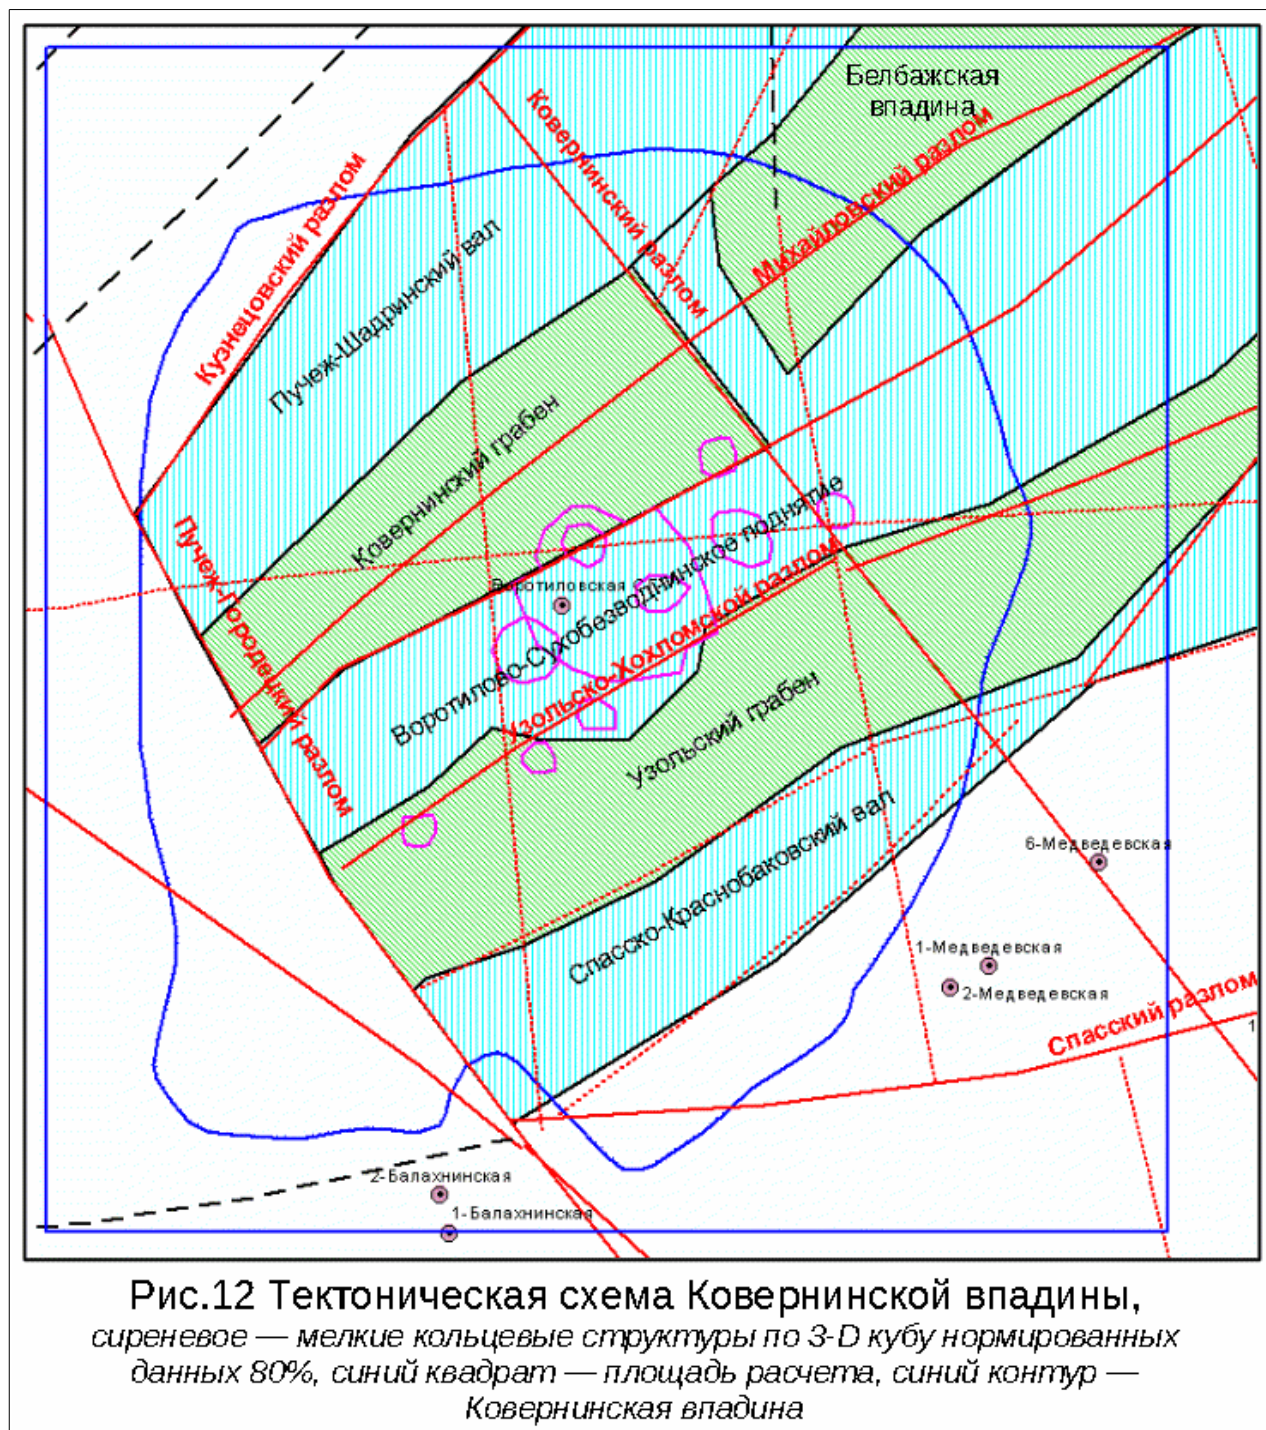 Белбажская
впадина
Ковернинский разлом
Михайловский разлом
Кузнецовский разлом
Пучеж-Шадринский вал
Ковернинский грабен
Пучеж-Городецкий разлом
Воротиловская
Воротилово-Сухобезводнинское поднятие
Узольско-Хохломской разлом
Узольский грабен
Спасско-Краснобаковский вал
6-Медведевская
1-Медведевская
2-Медведевская
Спасский разлом
1
2-Балахнинская
1-Балахнинская
Рис.12 Тектоническая схема Ковернинской впадины,
сиреневое — мелкие кольцевые структуры по 3-D кубу нормированных
данных 80%, синий квадрат — площадь расчета, синий контур —
Ковернинская впадина